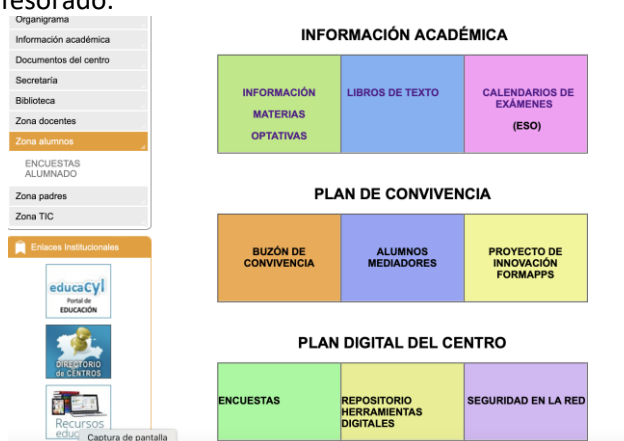 fesorado.
Organigrama
Información académica
Documentos del centro
Secretaría
Biblioteca
Zona docentes
Zona alumnos
ENCUESTAS
ALUMNADO
Zona padres
Zona TIC
Enlaces Institucionales
educacyl
Portal de
EDUCACIÓN
DIRECTORIO
de CENTROS
Recursos
educ
Captura de pantalla
INFORMACIÓN ACADÉMICA
INFORMACIÓN
MATERIAS
OPTATIVAS
LIBROS DE TEXTO
CALENDARIOS DE
EXÁMENES
(ESO)
PLAN DE CONVIVENCIA
BUZÓN DE
CONVIVENCIA
ALUMNOS
MEDIADORES
PROYECTO DE
INNOVACIÓN
FORMAPPS
PLAN DIGITAL DEL CENTRO
ENCUESTAS
REPOSITORIO
HERRAMIENTAS
DIGITALES
SEGURIDAD EN LA RED